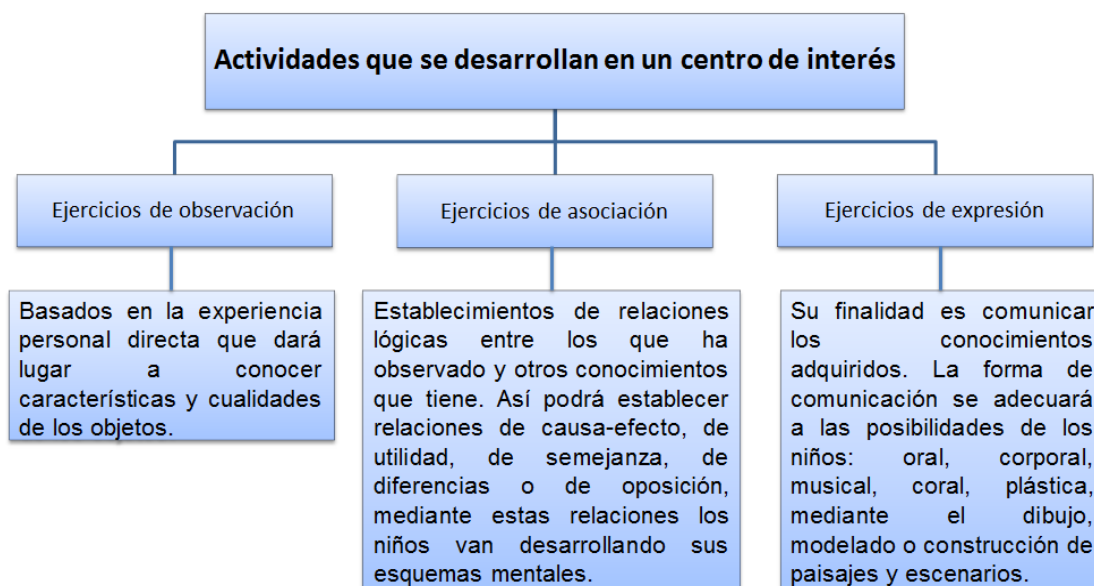 Actividades que se desarrollan en un centro de interés
Ejercicios de observación
Ejercicios de asociación
Ejercicios de expresión
Basados en la experiencia
personal directa que dará
lugar a conocer
características y cualidades
de los objetos.
Establecimientos de relaciones
lógicas entre los que ha
observado y otros conocimientos
que tiene. Así podrá establecer
relaciones de causa-efecto, de
utilidad, de semejanza, de
diferencias o de oposición,
mediante estas relaciones los
niños van desarrollando sus
esquemas mentales.
Su finalidad es comunicar
los conocimientos
adquiridos. La forma de
comunicación se adecuará
a las posibilidades de los
niños: oral, corporal,
musical, coral, plástica,
mediante el dibujo,
modelado o construcción de
paisajes y escenarios.